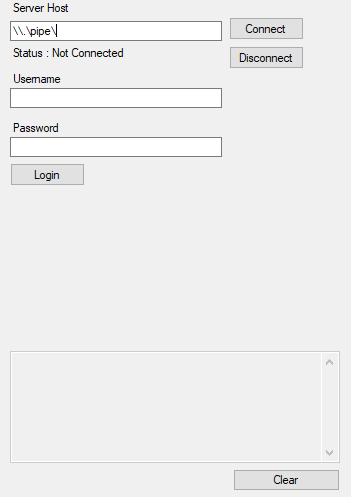 Server Host
\\.\pipe\
Connect
Status : Not Connected
Disconnect
Username
Password
Login
Clear